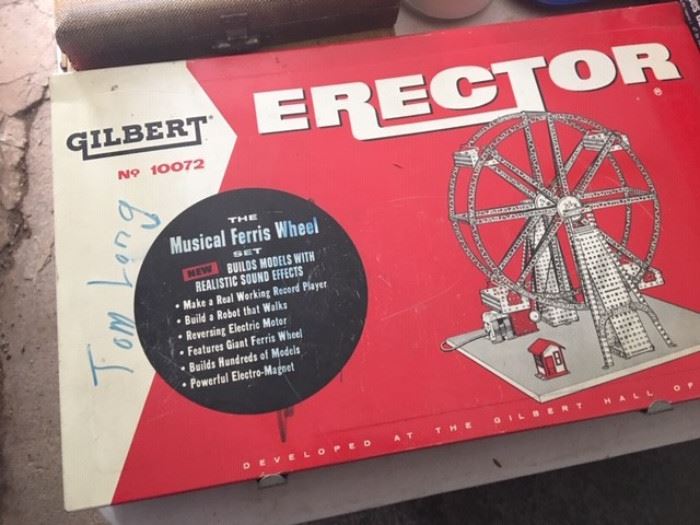 GILBERT
ERECTOR®
Nº 10072
Tom Long
THE
Musical Ferris Wheel
SET
NEW BUILDS MODELS WITH
REALISTIC SOUND EFFECTS
• Make a Real Working Record Player
• Build a Robot that Walks
• Reversing Electric Motor
• Features Giant Ferris Wheel
• Builds Hundreds of Models
• Powerful Electro-Magnet
DEVELOPED AT THE GILBERT HALL OF